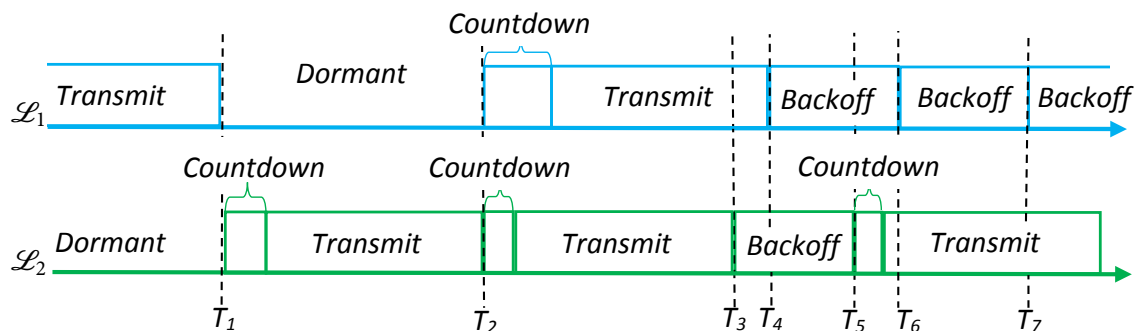 Countdown
Dormant
ℒ1 Transmit Transmit Backoff Backoff Backoff
Countdown Countdown Countdown
ℒ2 Dormant Transmit Transmit Backoff Transmit
T1 T2 T3 T4 T5 T6 T7